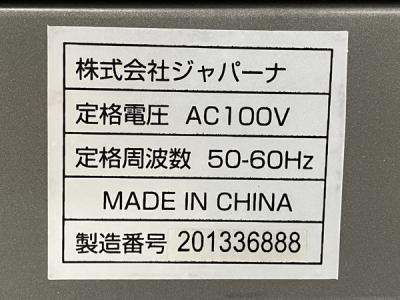 株式会社ジャパーナ
定格電圧 AC100V
定格周波数 50-60Hz
MADE IN CHINA
製造番号 201336888